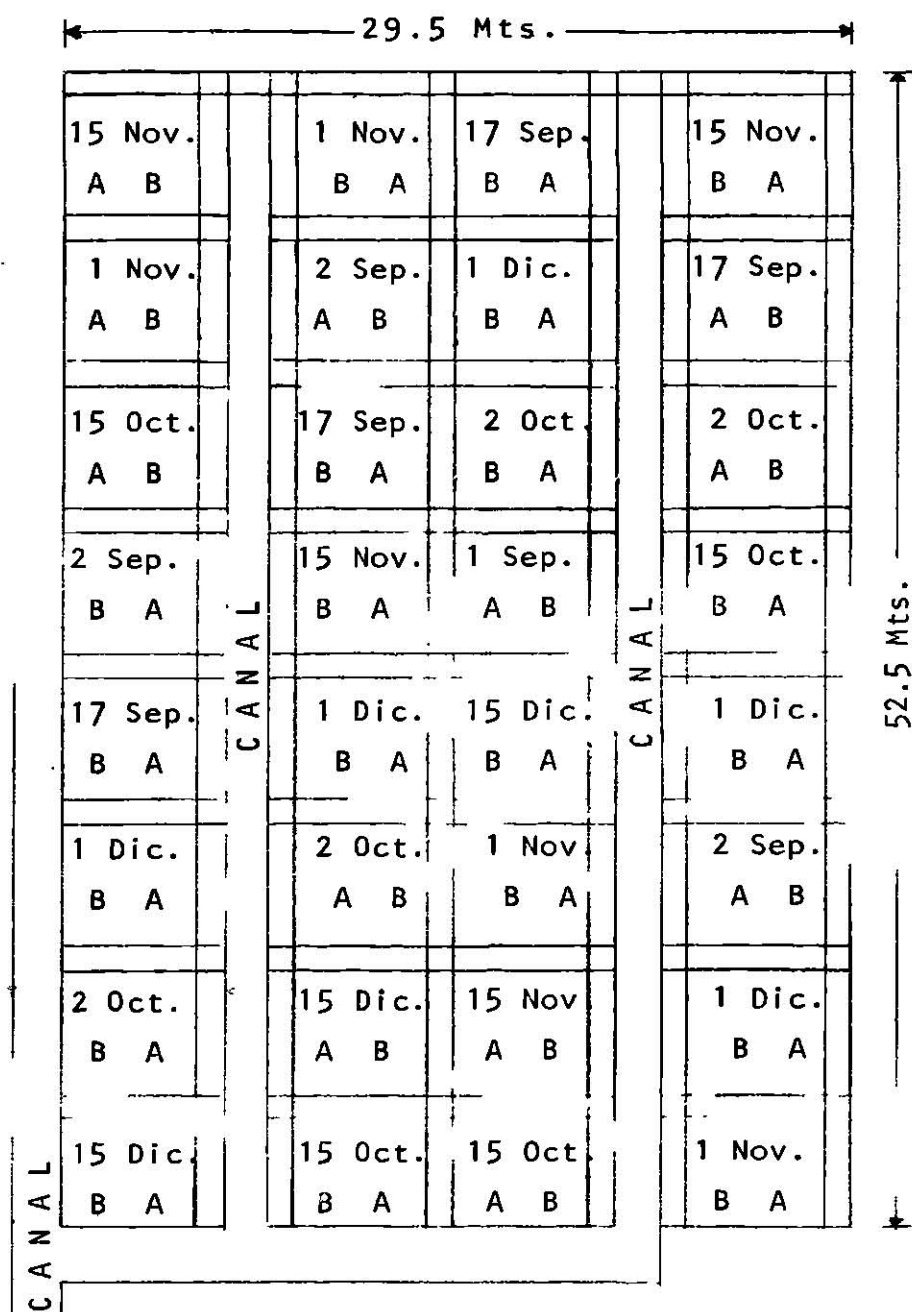 29.5 Mts.
15 Nov. 1 Nov. 17 Sep. 15 Nov.
A B B A B A B A
1 Nov. 2 Sep. 1 Dic. 17 Sep.
A B A B B A A B
15 Oct. 17 Sep. 2 Oct. 2 Oct.
A B B A B A A B
2 Sep. 15 Nov. 1 Sep. 15 Oct.
B A B A A B B A
CANAL CANAL
52.5 Mts.
17 Sep. 1 Dic. 15 Dic. 1 Dic.
B A B A B A B A
1 Dic. 2 Oct. 1 Nov 2 Sep.
B A A B B A A B
2 Oct. 15 Dic. 15 Nov 1 Dic.
B A A B A B B A
15 Dic. 15 Oct. 15 Oct. 1 Nov.
B A B A A B B A
CANAL